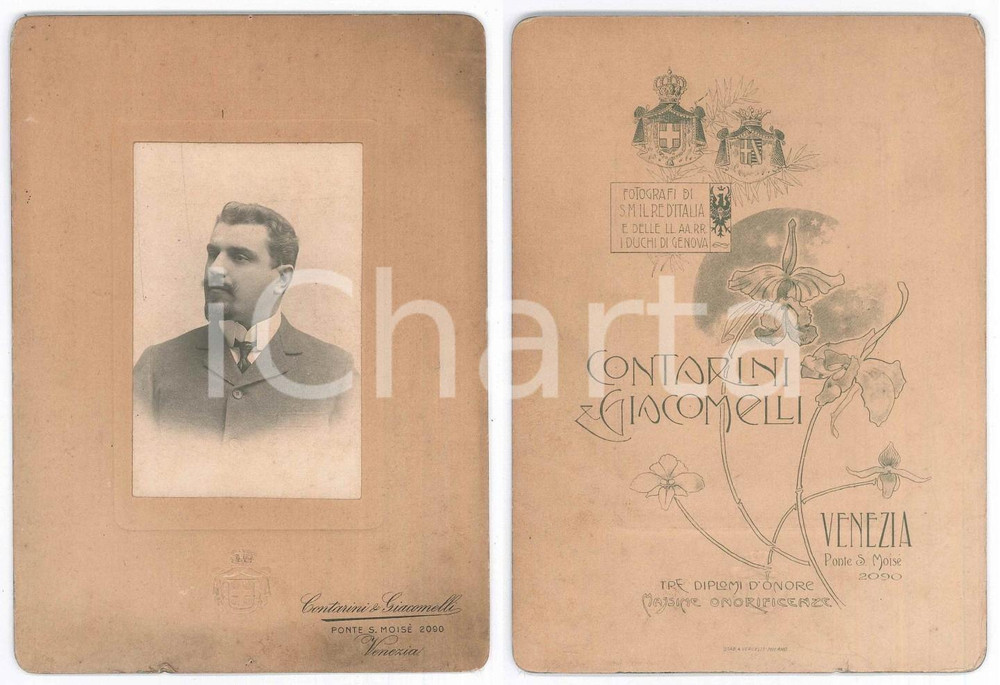 Contarini & Giacomelli
PONTE S. MOISÈ 2090
Venezia
FOTOGRAFI DI
S.M. IL RE D'ITALIA
E DELLE LL. AA. RR.
I DUCHI DI GENOVA
CONTARINI
& GIACOMELLI
VENEZIA
Ponte S. Moisè
2090
TRE DIPLOMI D'ONORE
MASSIME ONORIFICENZE
iCharta